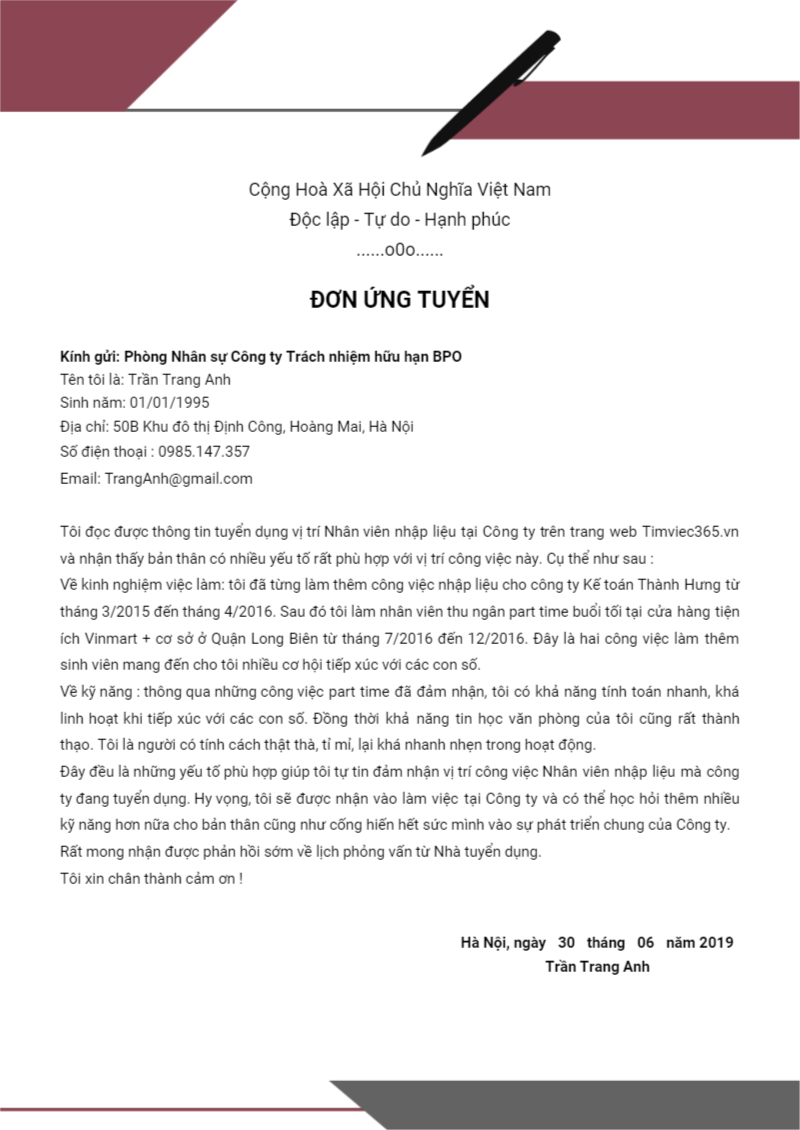 Cộng Hoà Xã Hội Chủ Nghĩa Việt Nam
Độc lập - Tự do - Hạnh phúc
......o0o......
ĐƠN ỨNG TUYỂN
Kính gửi: Phòng Nhân sự Công ty Trách nhiệm hữu hạn BPO
Tên tôi là: Trần Trang Anh
Sinh năm: 01/01/1995
Địa chỉ: 50B Khu đô thị Định Công, Hoàng Mai, Hà Nội
Số điện thoại : 0985.147.357
Email: TrangAnh@gmail.com
Tôi đọc được thông tin tuyển dụng vị trí Nhân viên nhập liệu tại Công ty trên trang web Timviec365.vn
và nhận thấy bản thân có nhiều yếu tố rất phù hợp với vị trí công việc này. Cụ thể như sau :
Về kinh nghiệm việc làm: tôi đã từng làm thêm công việc nhập liệu cho công ty Kế toán Thành Hưng từ
tháng 3/2015 đến tháng 4/2016. Sau đó tôi làm nhân viên thu ngân part time buổi tối tại cửa hàng tiện
ích Vinmart + cơ sở ở Quận Long Biên từ tháng 7/2016 đến 12/2016. Đây là hai công việc làm thêm
sinh viên mang đến cho tôi nhiều cơ hội tiếp xúc với các con số.
Về kỹ năng : thông qua những công việc part time đã đảm nhận, tôi có khả năng tính toán nhanh, khá
linh hoạt khi tiếp xúc với các con số. Đồng thời khả năng tin học văn phòng của tôi cũng rất thành
thạo. Tôi là người có tính cách thật thà, tỉ mỉ, lại khá nhanh nhẹn trong hoạt động.
Đây đều là những yếu tố phù hợp giúp tôi tự tin đảm nhận vị trí công việc Nhân viên nhập liệu mà công
ty đang tuyển dụng. Hy vọng, tôi sẽ được nhận vào làm việc tại Công ty và có thể học hỏi thêm nhiều
kỹ năng hơn nữa cho bản thân cũng như cống hiến hết sức mình vào sự phát triển chung của Công ty.
Rất mong nhận được phản hồi sớm về lịch phỏng vấn từ Nhà tuyển dụng.
Tôi xin chân thành cảm ơn !
Hà Nội, ngày 30 tháng 06 năm 2019
Trần Trang Anh